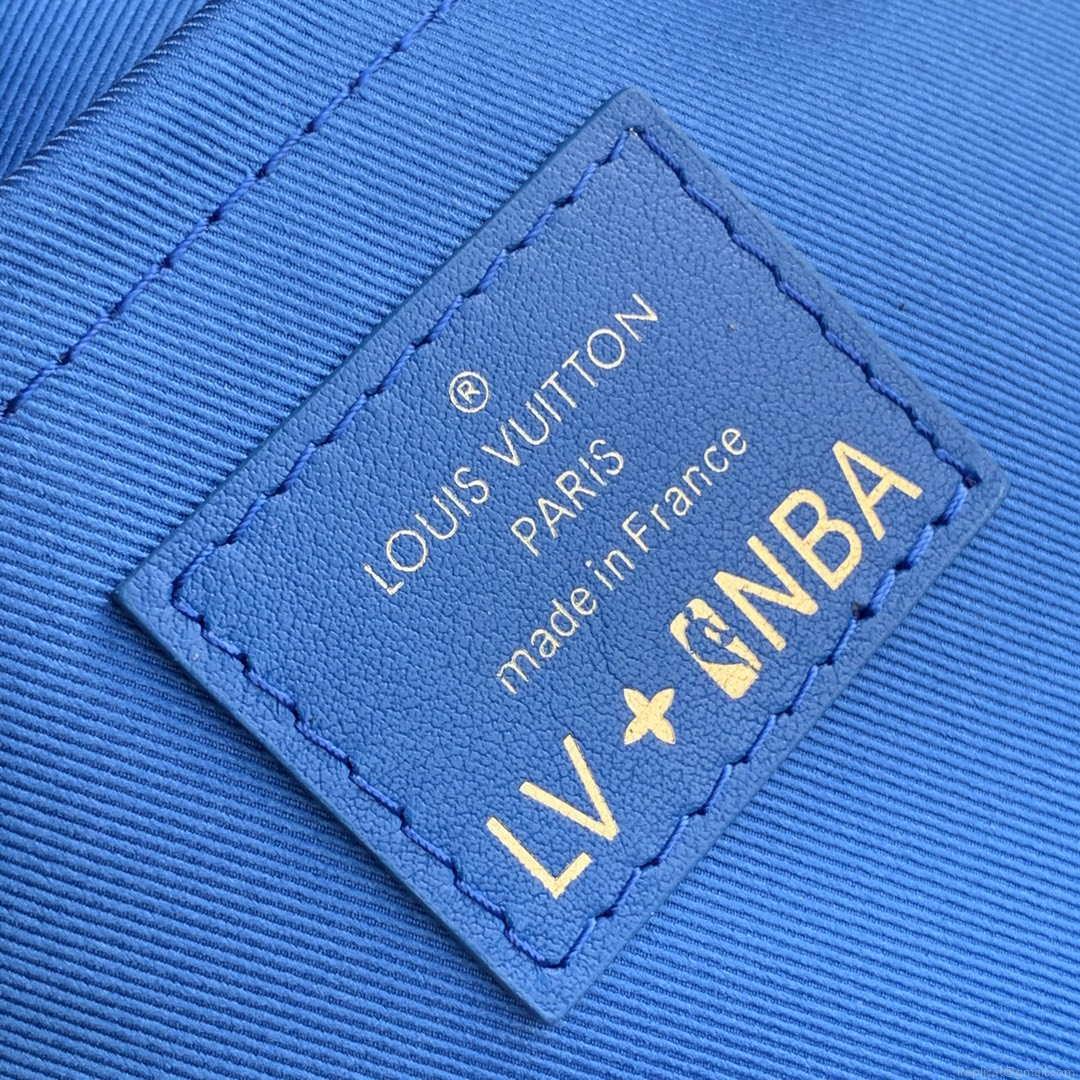 ®
LOUIS VUITTON
PARIS
made in France
LV NBA